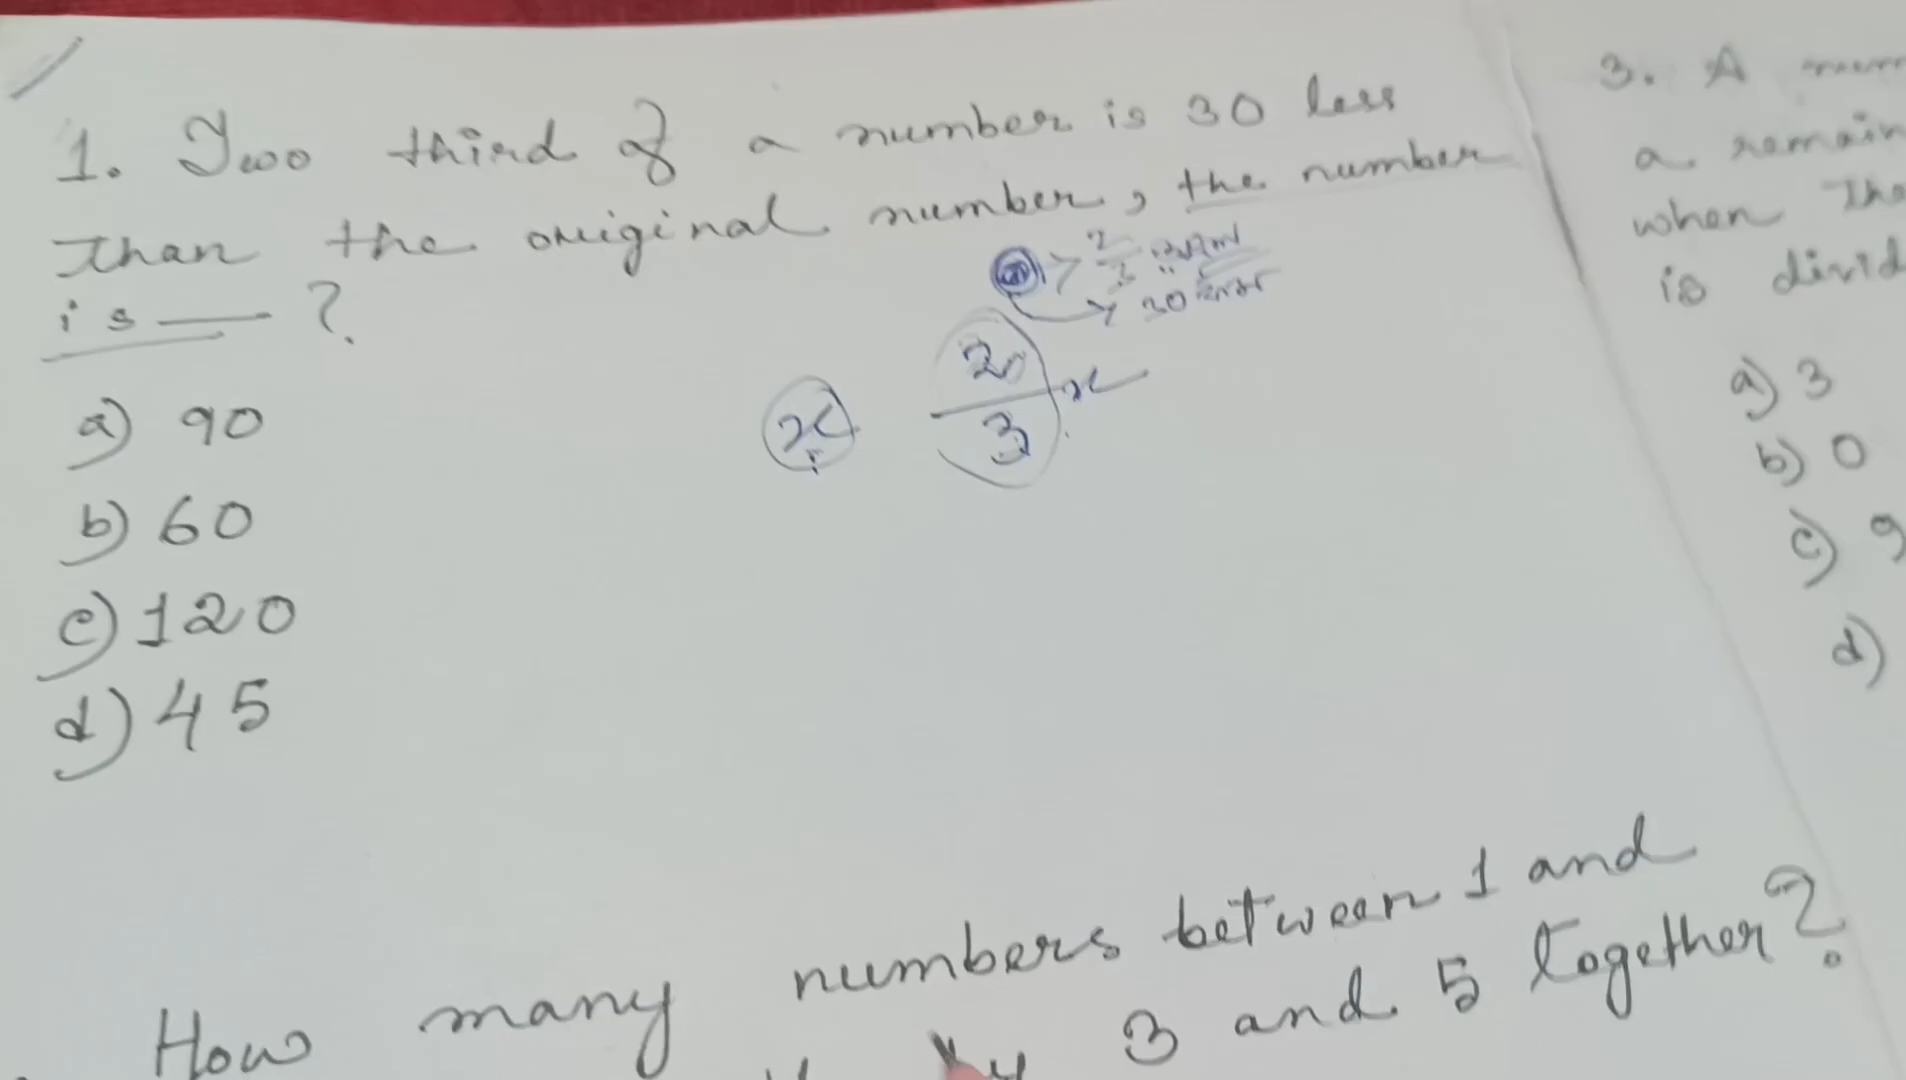 1. Two third of a number is 30 less
than the original number, the number
is — ?
a) 90
b) 60
c) 120
d) 45
x
2/3 x
30
How many numbers between 1 and
3 and 5 together?
3. A
a remain
when the
is divid
a) 3
b) 0
c) 9
d)